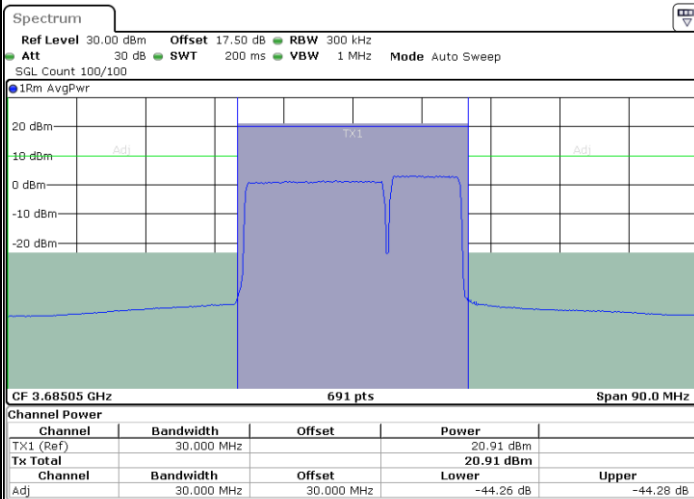 Spectrum
Ref Level 30.00 dBm Offset 17.50 dB RBW 300 kHz
Att 30 dB SWT 200 ms VBW 1 MHz Mode Auto Sweep
SGL Count 100/100
1Rm AvgPwr
20 dBm
TX1
Adj Adj
10 dBm
0 dBm
-10 dBm
-20 dBm
CF 3.68505 GHz 691 pts Span 90.0 MHz
Channel Power
Channel Bandwidth Offset Power
TX1 (Ref) 30.000 MHz 20.91 dBm
Tx Total 20.91 dBm
Channel Bandwidth Offset Lower Upper
Adj 30.000 MHz 30.000 MHz -44.26 dB -44.28 dB